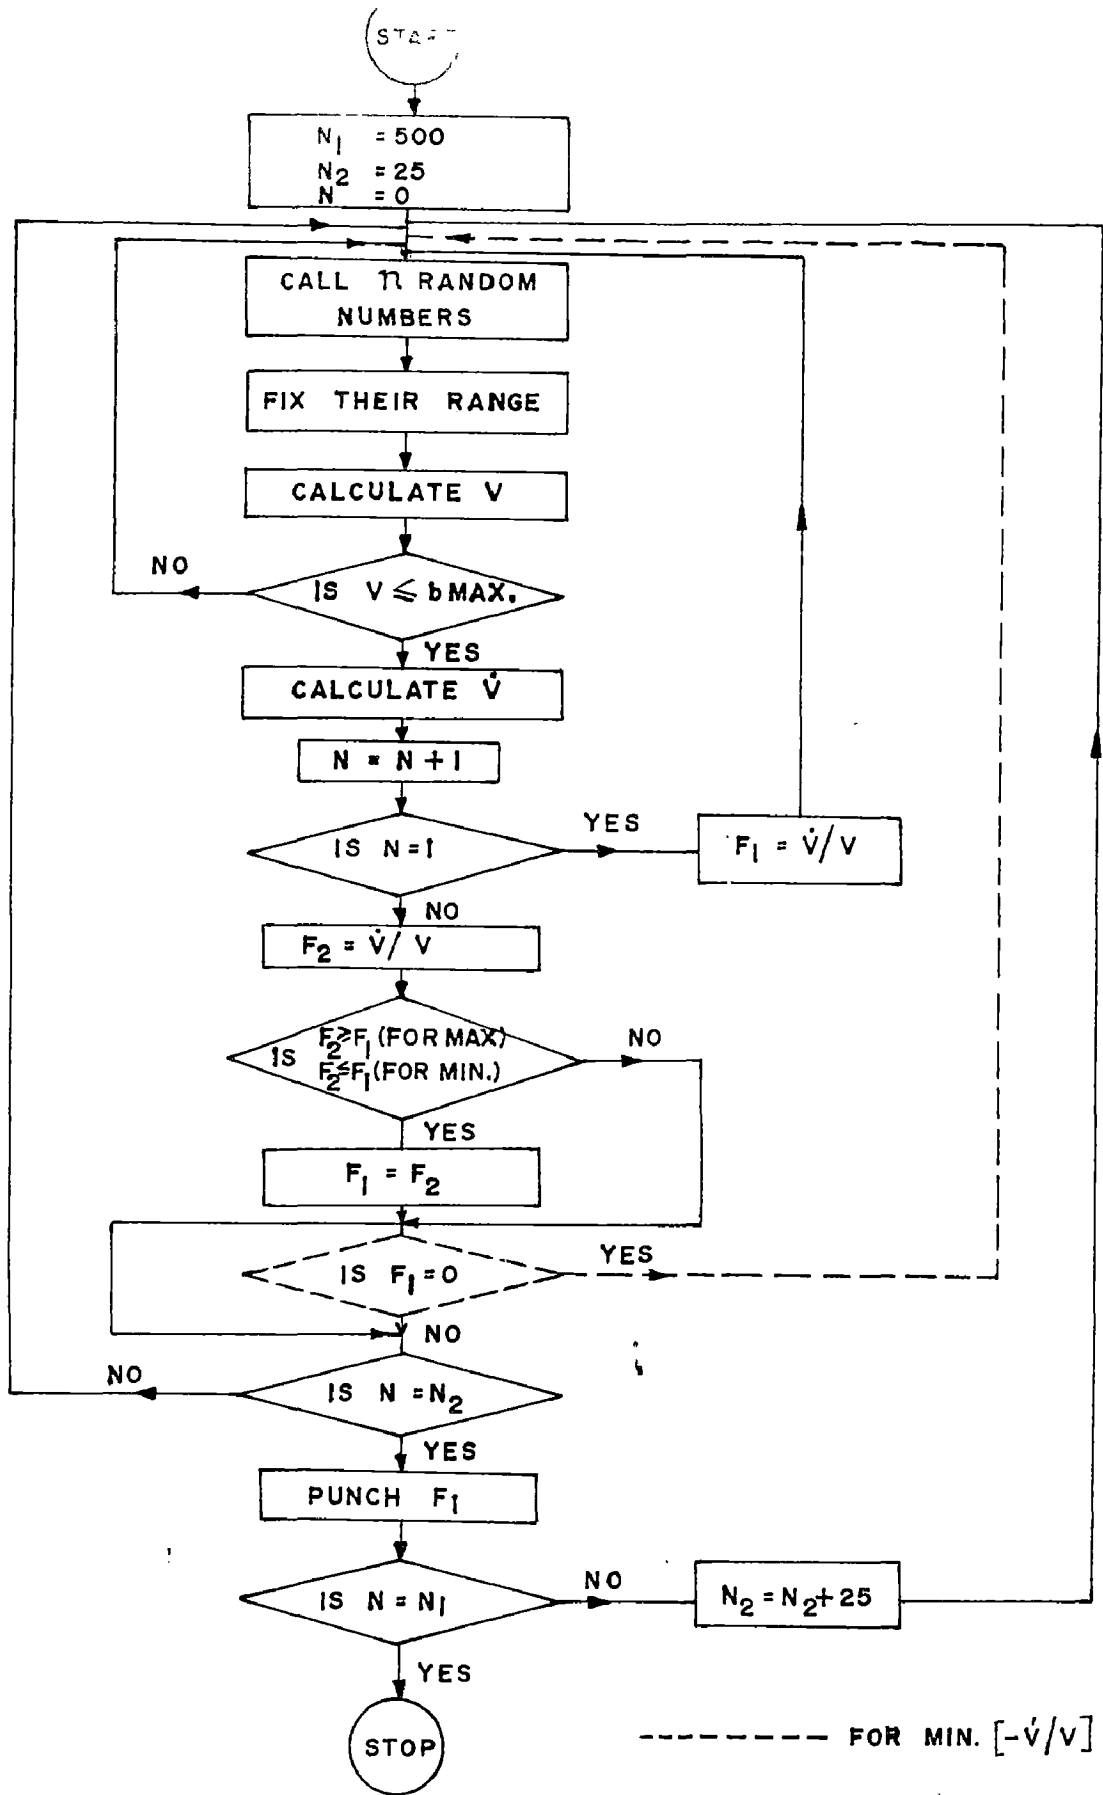 START
N₁ = 500
N₂ = 25
N = 0
CALL n RANDOM
NUMBERS
FIX THEIR RANGE
CALCULATE V
IS V ≤ b MAX.
NO
YES
CALCULATE V̇
N = N + 1
IS N = 1
YES
F₁ = V̇/V
NO
F₂ = V̇/ V
IS
F₂≥F₁ (FOR MAX)
F₂≤F₁ (FOR MIN.)
NO
YES
F₁ = F₂
IS F₁ = 0
YES
NO
IS N = N₂
NO
YES
PUNCH F₁
IS N = N₁
NO
N₂ = N₂ + 25
YES
STOP
FOR MIN. [-V̇/V]